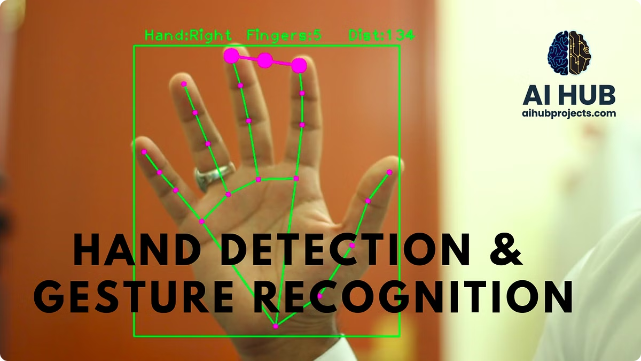 Hand:Right Fingers:5 Dist:134
AI HUB
aihubprojects.com
HAND DETECTION &
GESTURE RECOGNITION